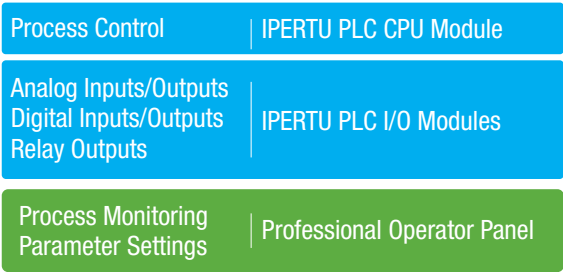 Process Control
IPERTU PLC CPU Module
Analog Inputs/Outputs
Digital Inputs/Outputs
Relay Outputs
IPERTU PLC I/O Modules
Process Monitoring
Parameter Settings
Professional Operator Panel